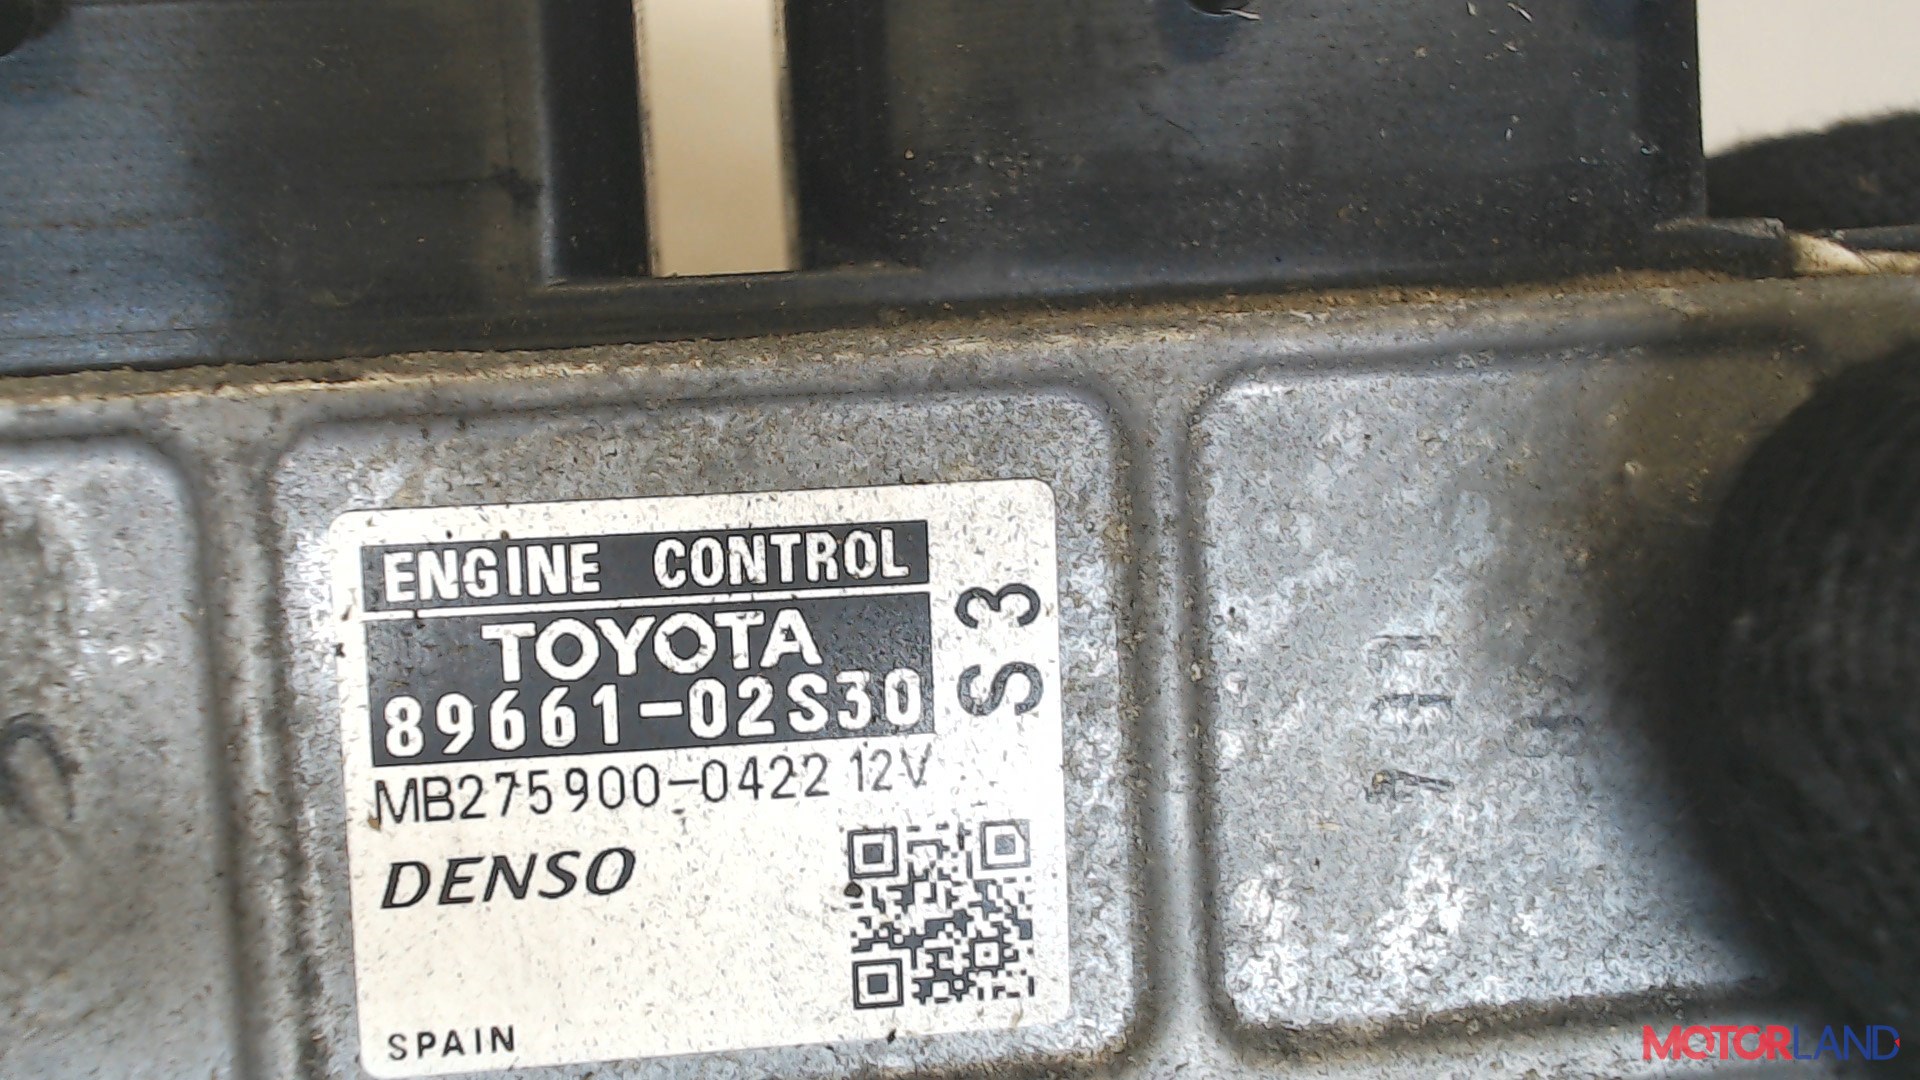 ENGINE CONTROL
TOYOTA
89661-02S30
S3
MB275900-0422 12V
DENSO
SPAIN
MOTORLAND